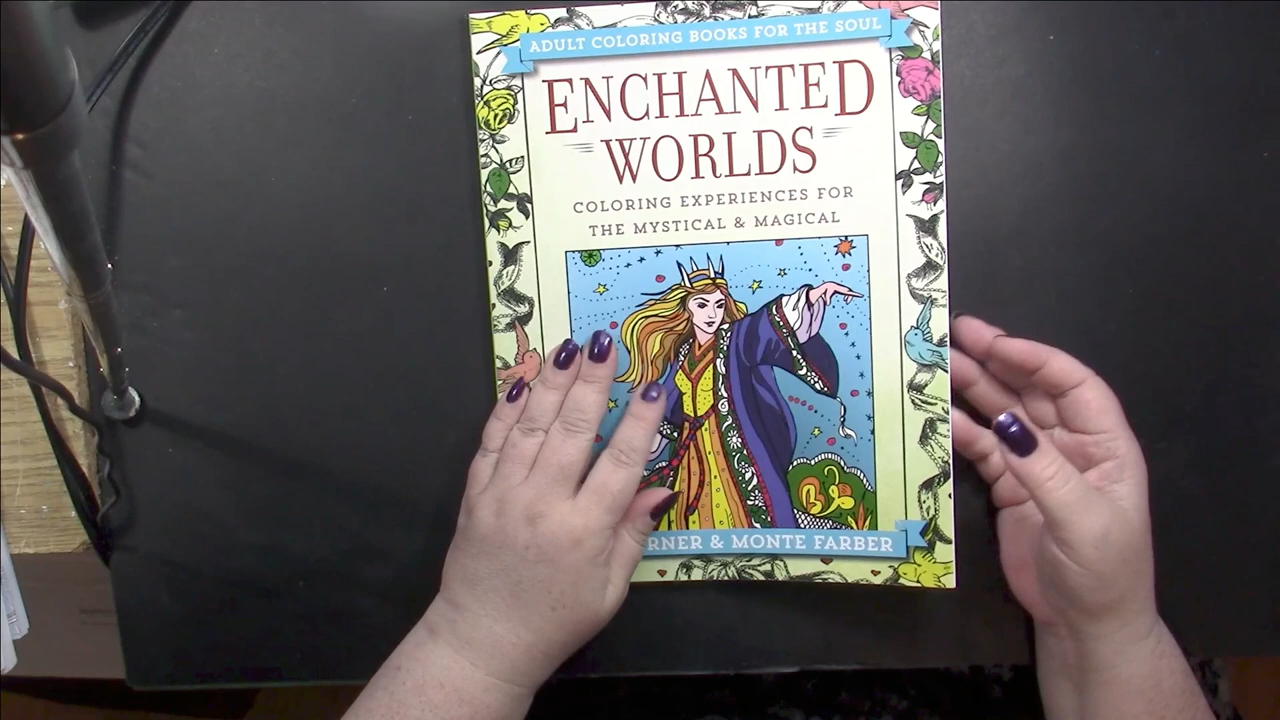 ADULT COLORING BOOKS FOR THE SOUL
ENCHANTED
WORLDS
COLORING EXPERIENCES FOR
THE MYSTICAL & MAGICAL
& MONTE FARBER